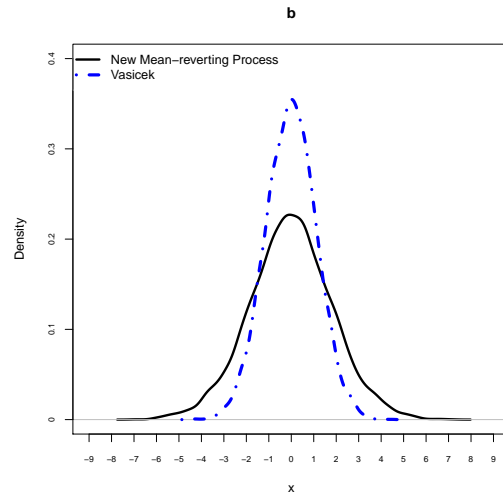 b
New Mean−reverting Process
Vasicek
0.4
0.3
0.2
0.1
0
Density
−9 −8 −7 −6 −5 −4 −3 −2 −1 0 1 2 3 4 5 6 7 8 9
x